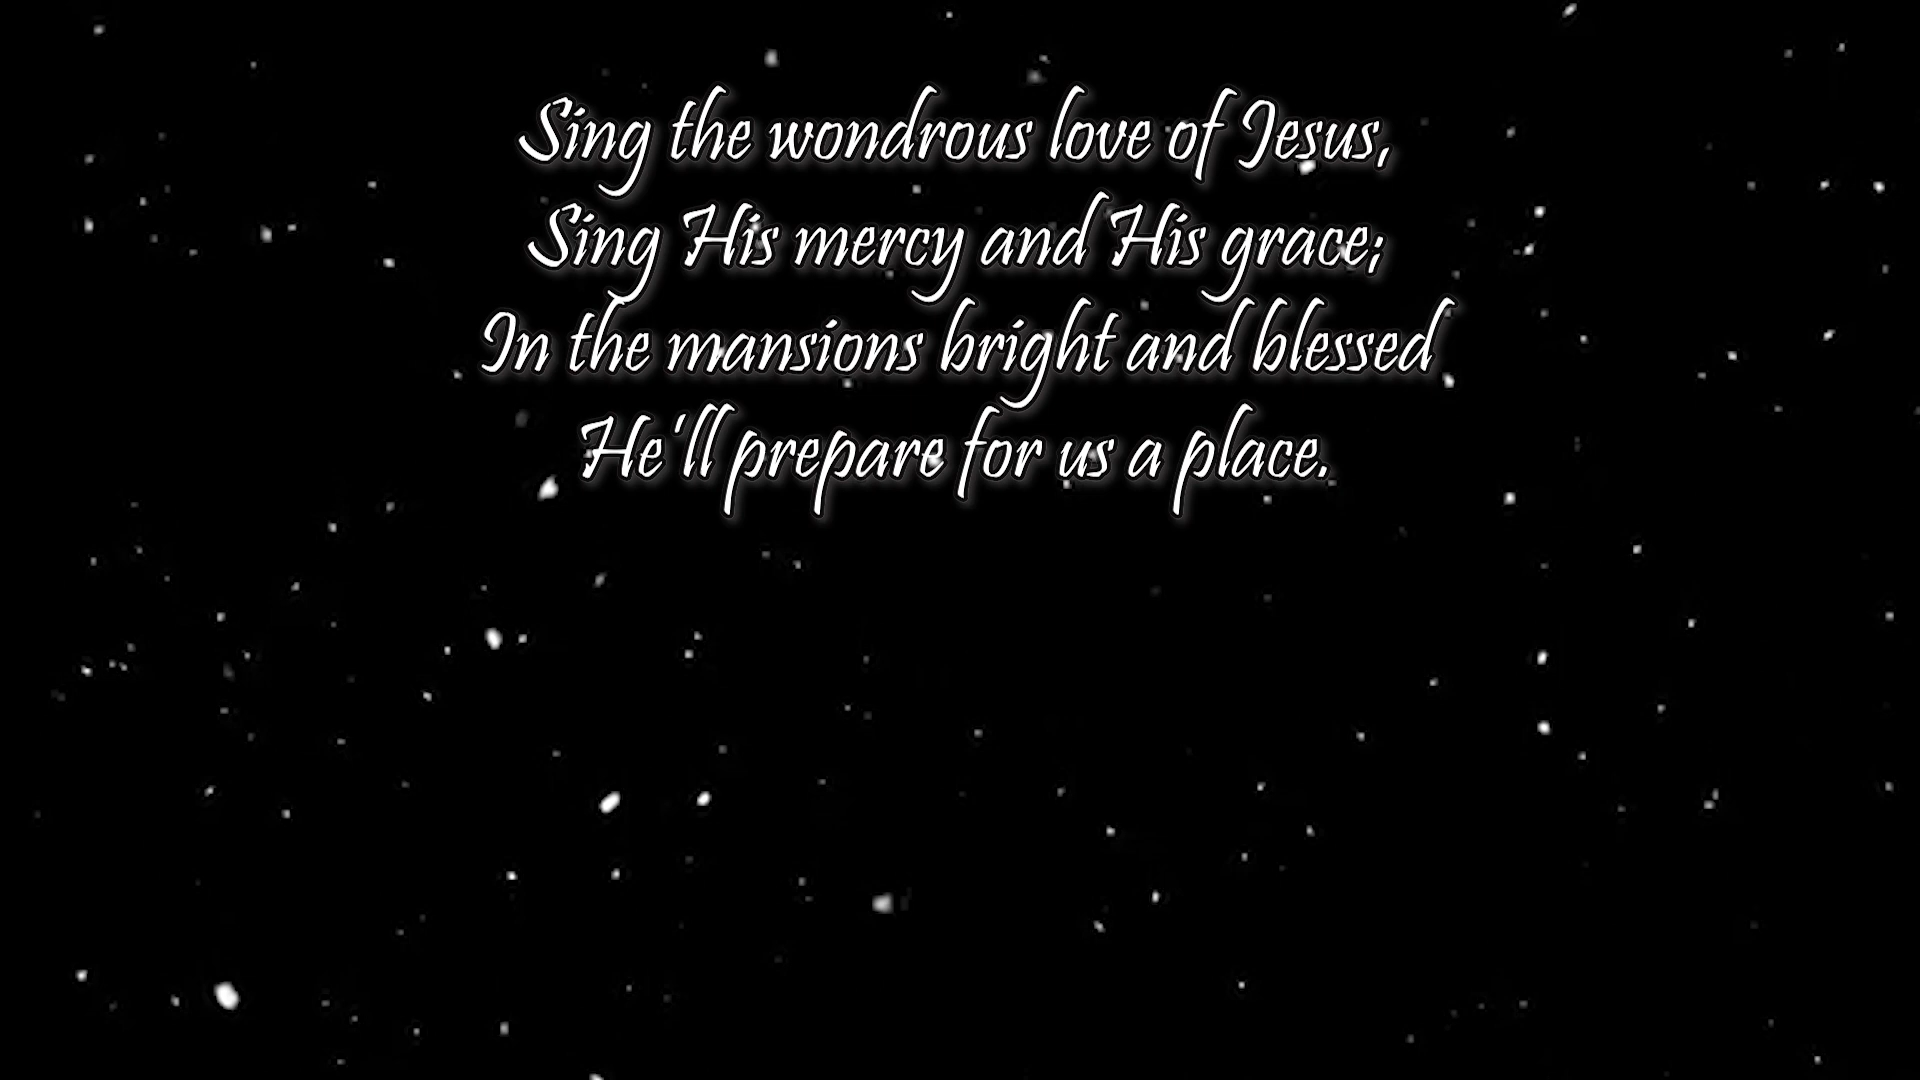 Sing the wondrous love of Jesus,
Sing His mercy and His grace;
In the mansions bright and blessed
He'll prepare for us a place.